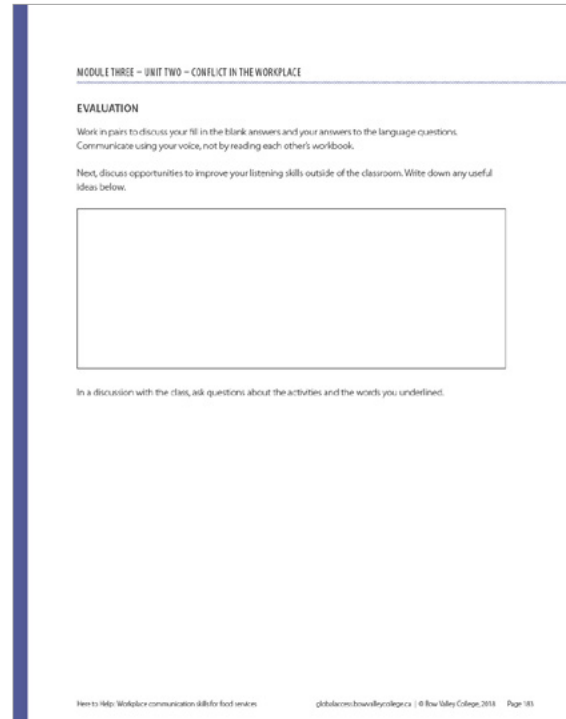 MODULE THREE – UNIT TWO – CONFLICT IN THE WORKPLACE
EVALUATION
Work in pairs to discuss your fill in the blank answers and your answers to the language questions.
Communicate using your voice, not by reading each other's workbook.
Next, discuss opportunities to improve your listening skills outside of the classroom. Write down any useful
ideas below.
In a discussion with the class, ask questions about the activities and the words you underlined.
Here to Help: Workplace communication skills for food services globalaccess.bowvalleycollege.ca | © Bow Valley College, 2018 Page 183